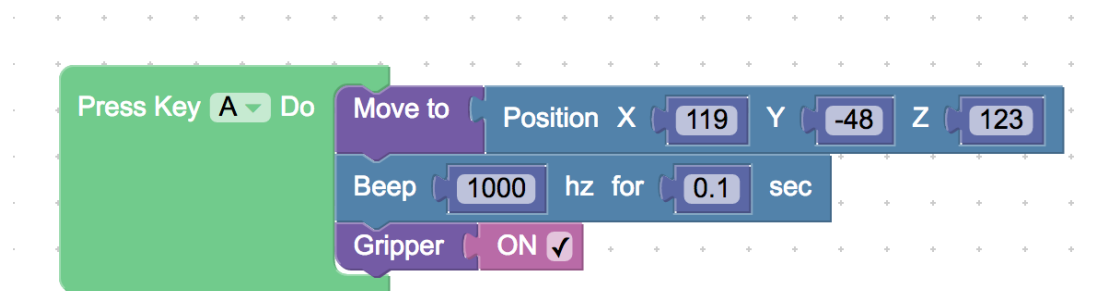 Press Key A Do Move to Position X 119 Y -48 Z 123
Beep 1000 hz for 0.1 sec
Gripper ON ✓